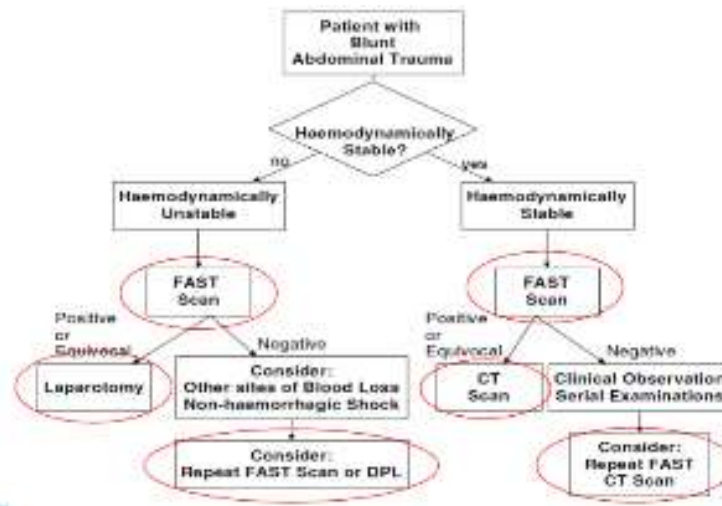 Patient with
Blunt
Abdominal Trauma
Haemodynamically
Stable?
no
yes
Haemodynamically
Unstable
Haemodynamically
Stable
FAST
Scan
FAST
Scan
Positive
or
Equivocal
Negative
Positive
or
Equivocal
Negative
Laparotomy
Consider:
Other sites of Blood Loss
Non-haemorrhagic Shock
CT
Scan
Clinical Observation
Serial Examinations
Consider:
Repeat FAST Scan or DPL
Consider:
Repeat FAST
CT Scan